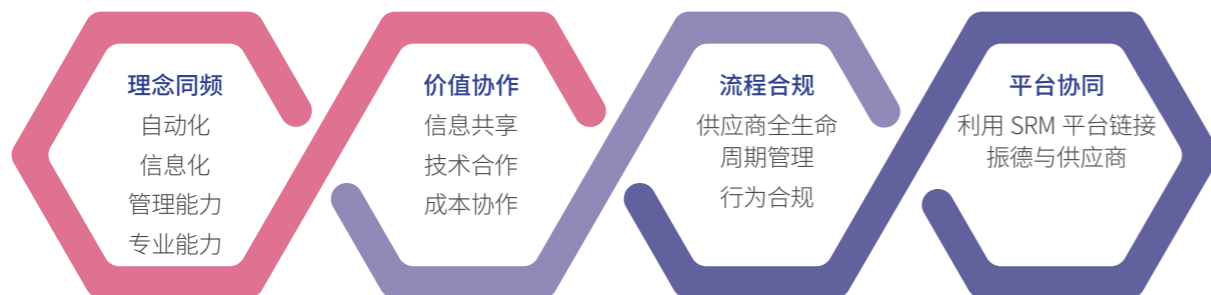 理念同频
自动化
信息化
管理能力
专业能力
价值协作
信息共享
技术合作
成本协作
流程合规
供应商全生命
周期管理
行为合规
平台协同
利用 SRM 平台链接
振德与供应商